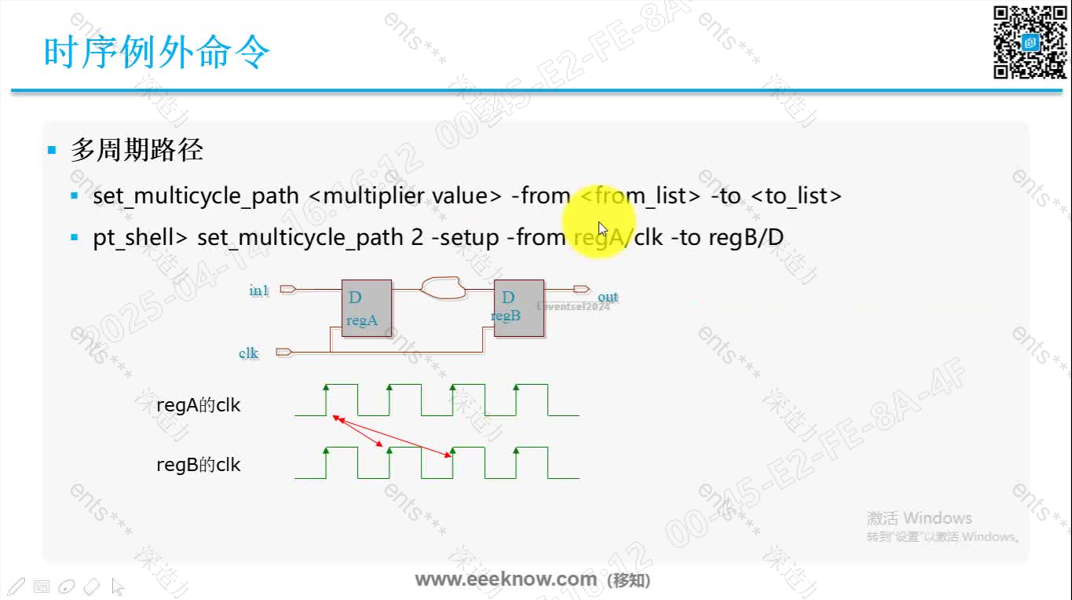 时序例外命令
多周期路径
set_multicycle_path <multiplier value> -from <from_list> -to <to_list>
pt_shell> set_multicycle_path 2 -setup -from regA/clk -to regB/D
in1
D
regA
D
regB
out
clk
regA的clk
regB的clk
激活 Windows
转到"设置"以激活 Windows。
www.eeeknow.com（移知）
2025-04-14 16:16:12 00-45-E2-FE-8A-4F
ents***
深造力